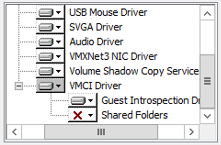 USB Mouse Driver
SVGA Driver
Audio Driver
VMXNet3 NIC Driver
Volume Shadow Copy Service
VMCI Driver
Guest Introspection D
Shared Folders